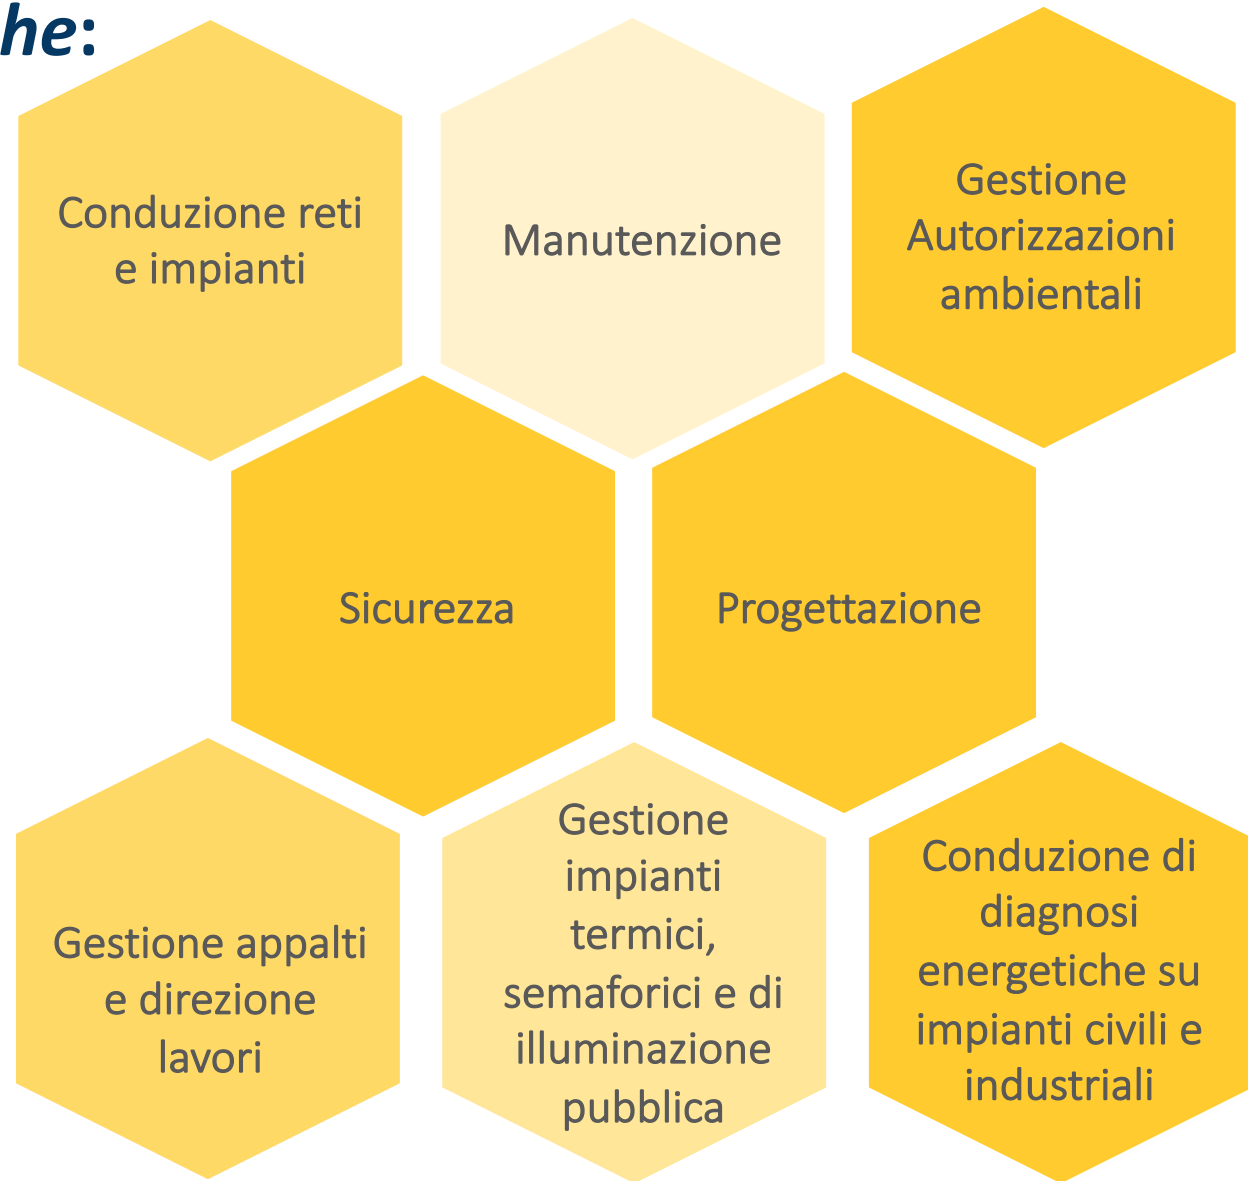 he:
Conduzione reti
e impianti
Manutenzione
Gestione
Autorizzazioni
ambientali
Sicurezza
Progettazione
Gestione appalti
e direzione
lavori
Gestione
impianti
termici,
semaforici e di
illuminazione
pubblica
Conduzione di
diagnosi
energetiche su
impianti civili e
industriali